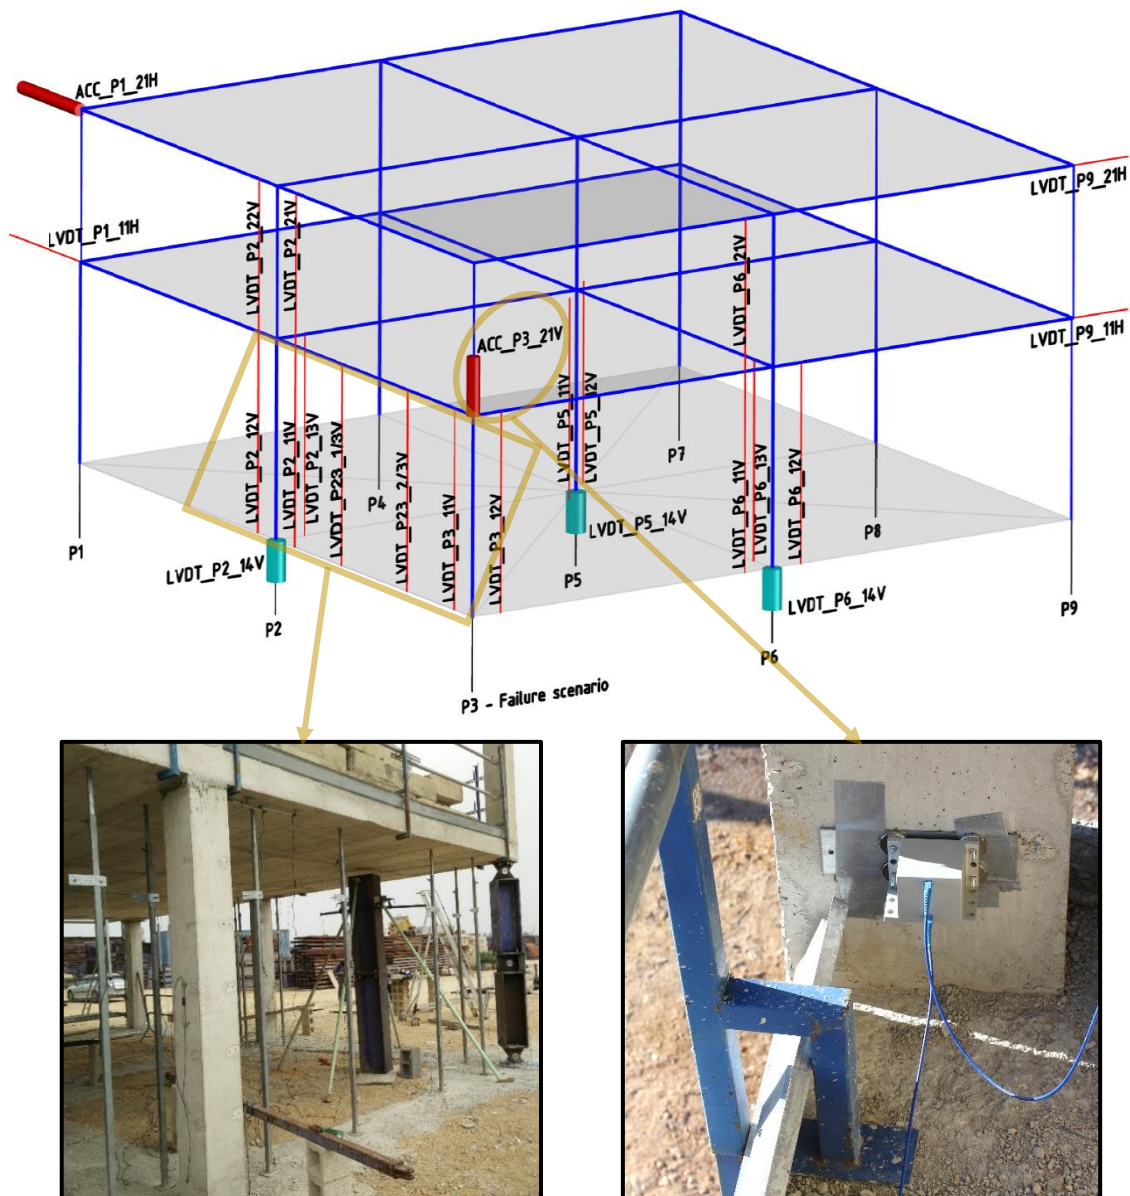 ACC_P1_21H
LVDT_P9_21H
LVDT_P1_11H
LVDT_P2_22V
LVDT_P2_21V
LVDT_P6_21V
LVDT_P9_11H
ACC_P3_21V
LVDT_P5_11V
LVDT_P5_12V
LVDT_P2_12V
LVDT_P2_11V
LVDT_P2_13V
LVDT_P23_1/3V
LVDT_P23_2/3V
LVDT_P3_11V
LVDT_P3_12V
LVDT_P6_11V
LVDT_P6_13V
LVDT_P6_12V
P7
P4
P8
P1
LVDT_P5_14V
LVDT_P2_14V
P5
LVDT_P6_14V
P9
P2
P6
P3 - Failure scenario